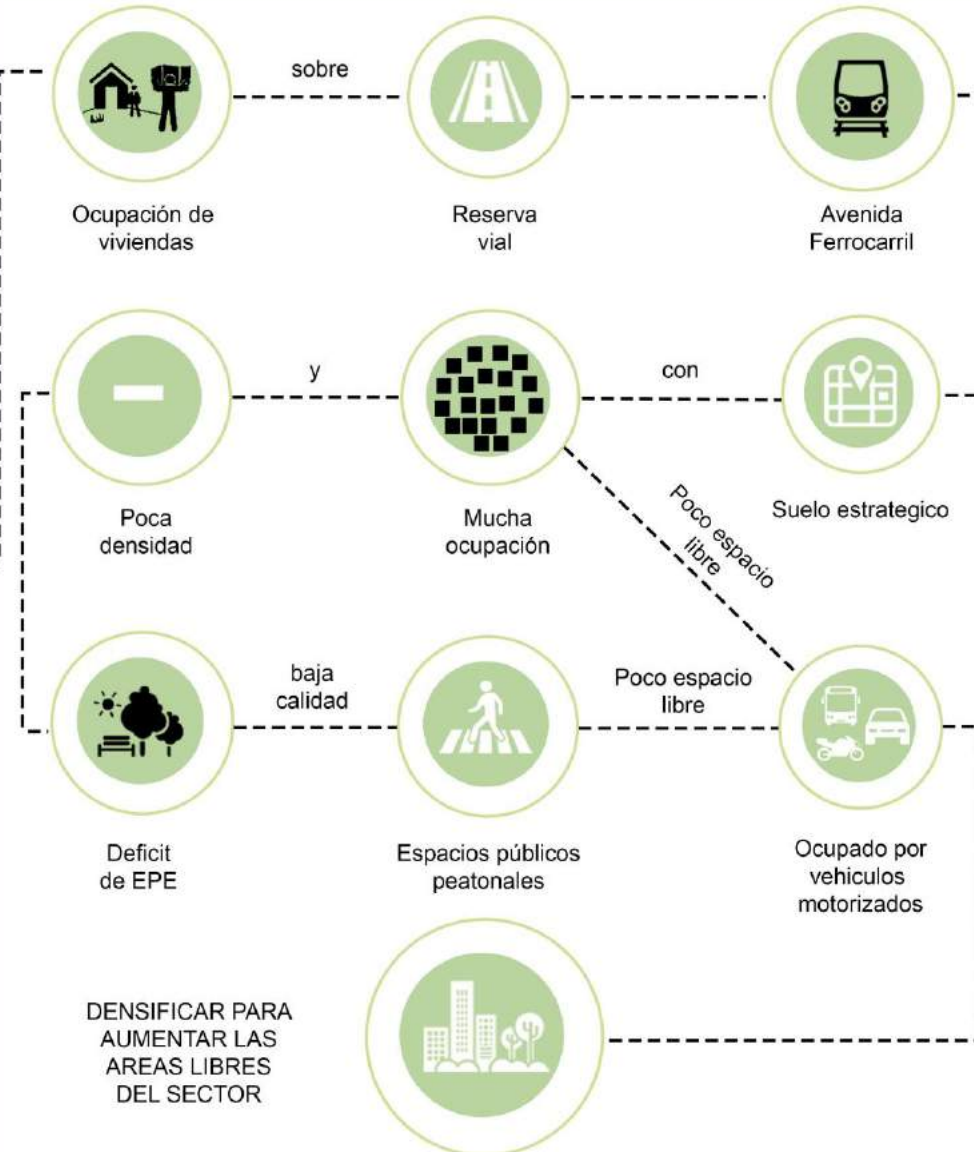 sobre
Ocupación de
viviendas
Reserva
vial
Avenida
Ferrocarril
y
con
Poca
densidad
Mucha
ocupación
Suelo estrategico
Poco espacio
libre
baja
calidad
Poco espacio
libre
Deficit
de EPE
Espacios públicos
peatonales
Ocupado por
vehiculos
motorizados
DENSIFICAR PARA
AUMENTAR LAS
AREAS LIBRES
DEL SECTOR